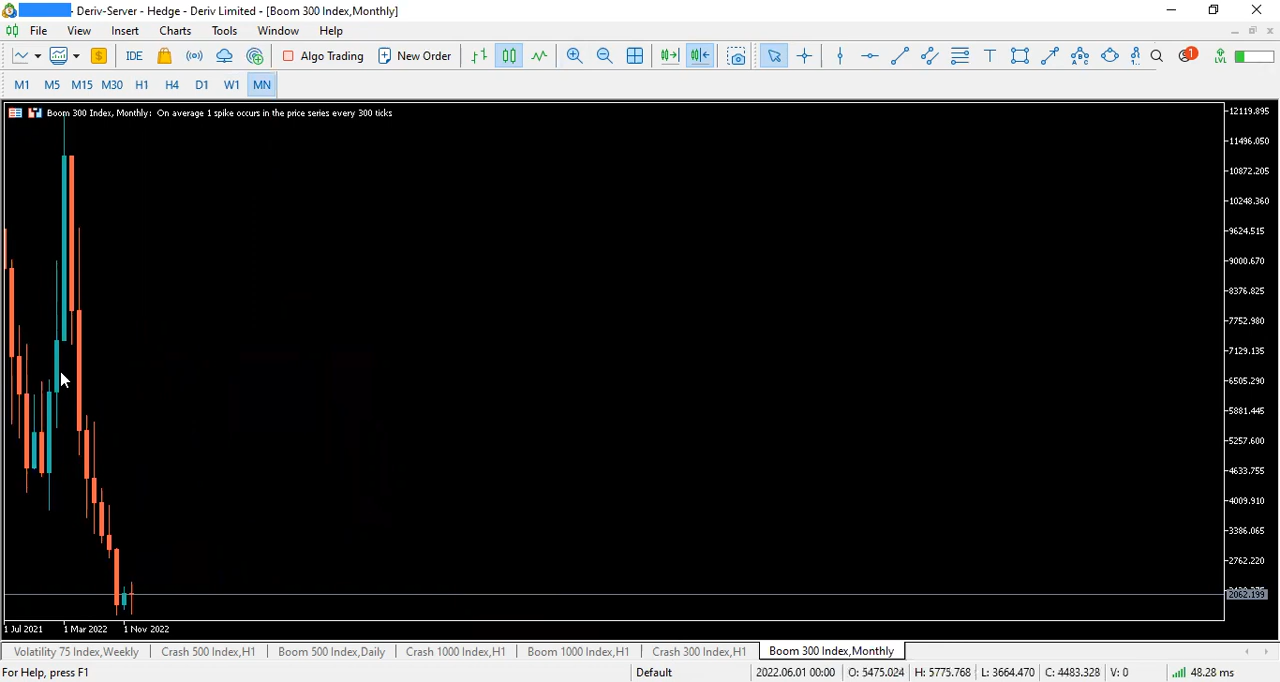 - Deriv-Server - Hedge - Deriv Limited - [Boom 300 Index,Monthly]
File View Insert Charts Tools Window Help
IDE Algo Trading New Order T 1 LVL
M1 M5 M15 M30 H1 H4 D1 W1 MN
Boom 300 Index, Monthly: On average 1 spike occurs in the price series every 300 ticks
12119.895
11496.050
10872.205
10248.360
9624.515
9000.670
8376.825
7752.980
7129.135
6505.290
5881.445
5257.600
4633.755
4009.910
3386.065
2762.220
2062.199
1 Jul 2021 1 Mar 2022 1 Nov 2022
Volatility 75 Index,Weekly Crash 500 Index,H1 Boom 500 Index,Daily Crash 1000 Index,H1 Boom 1000 Index,H1 Crash 300 Index,H1 Boom 300 Index,Monthly
For Help, press F1 Default 2022.06.01 00:00 O: 5475.024 H: 5775.768 L: 3664.470 C: 4483.328 V: 0 48.28 ms